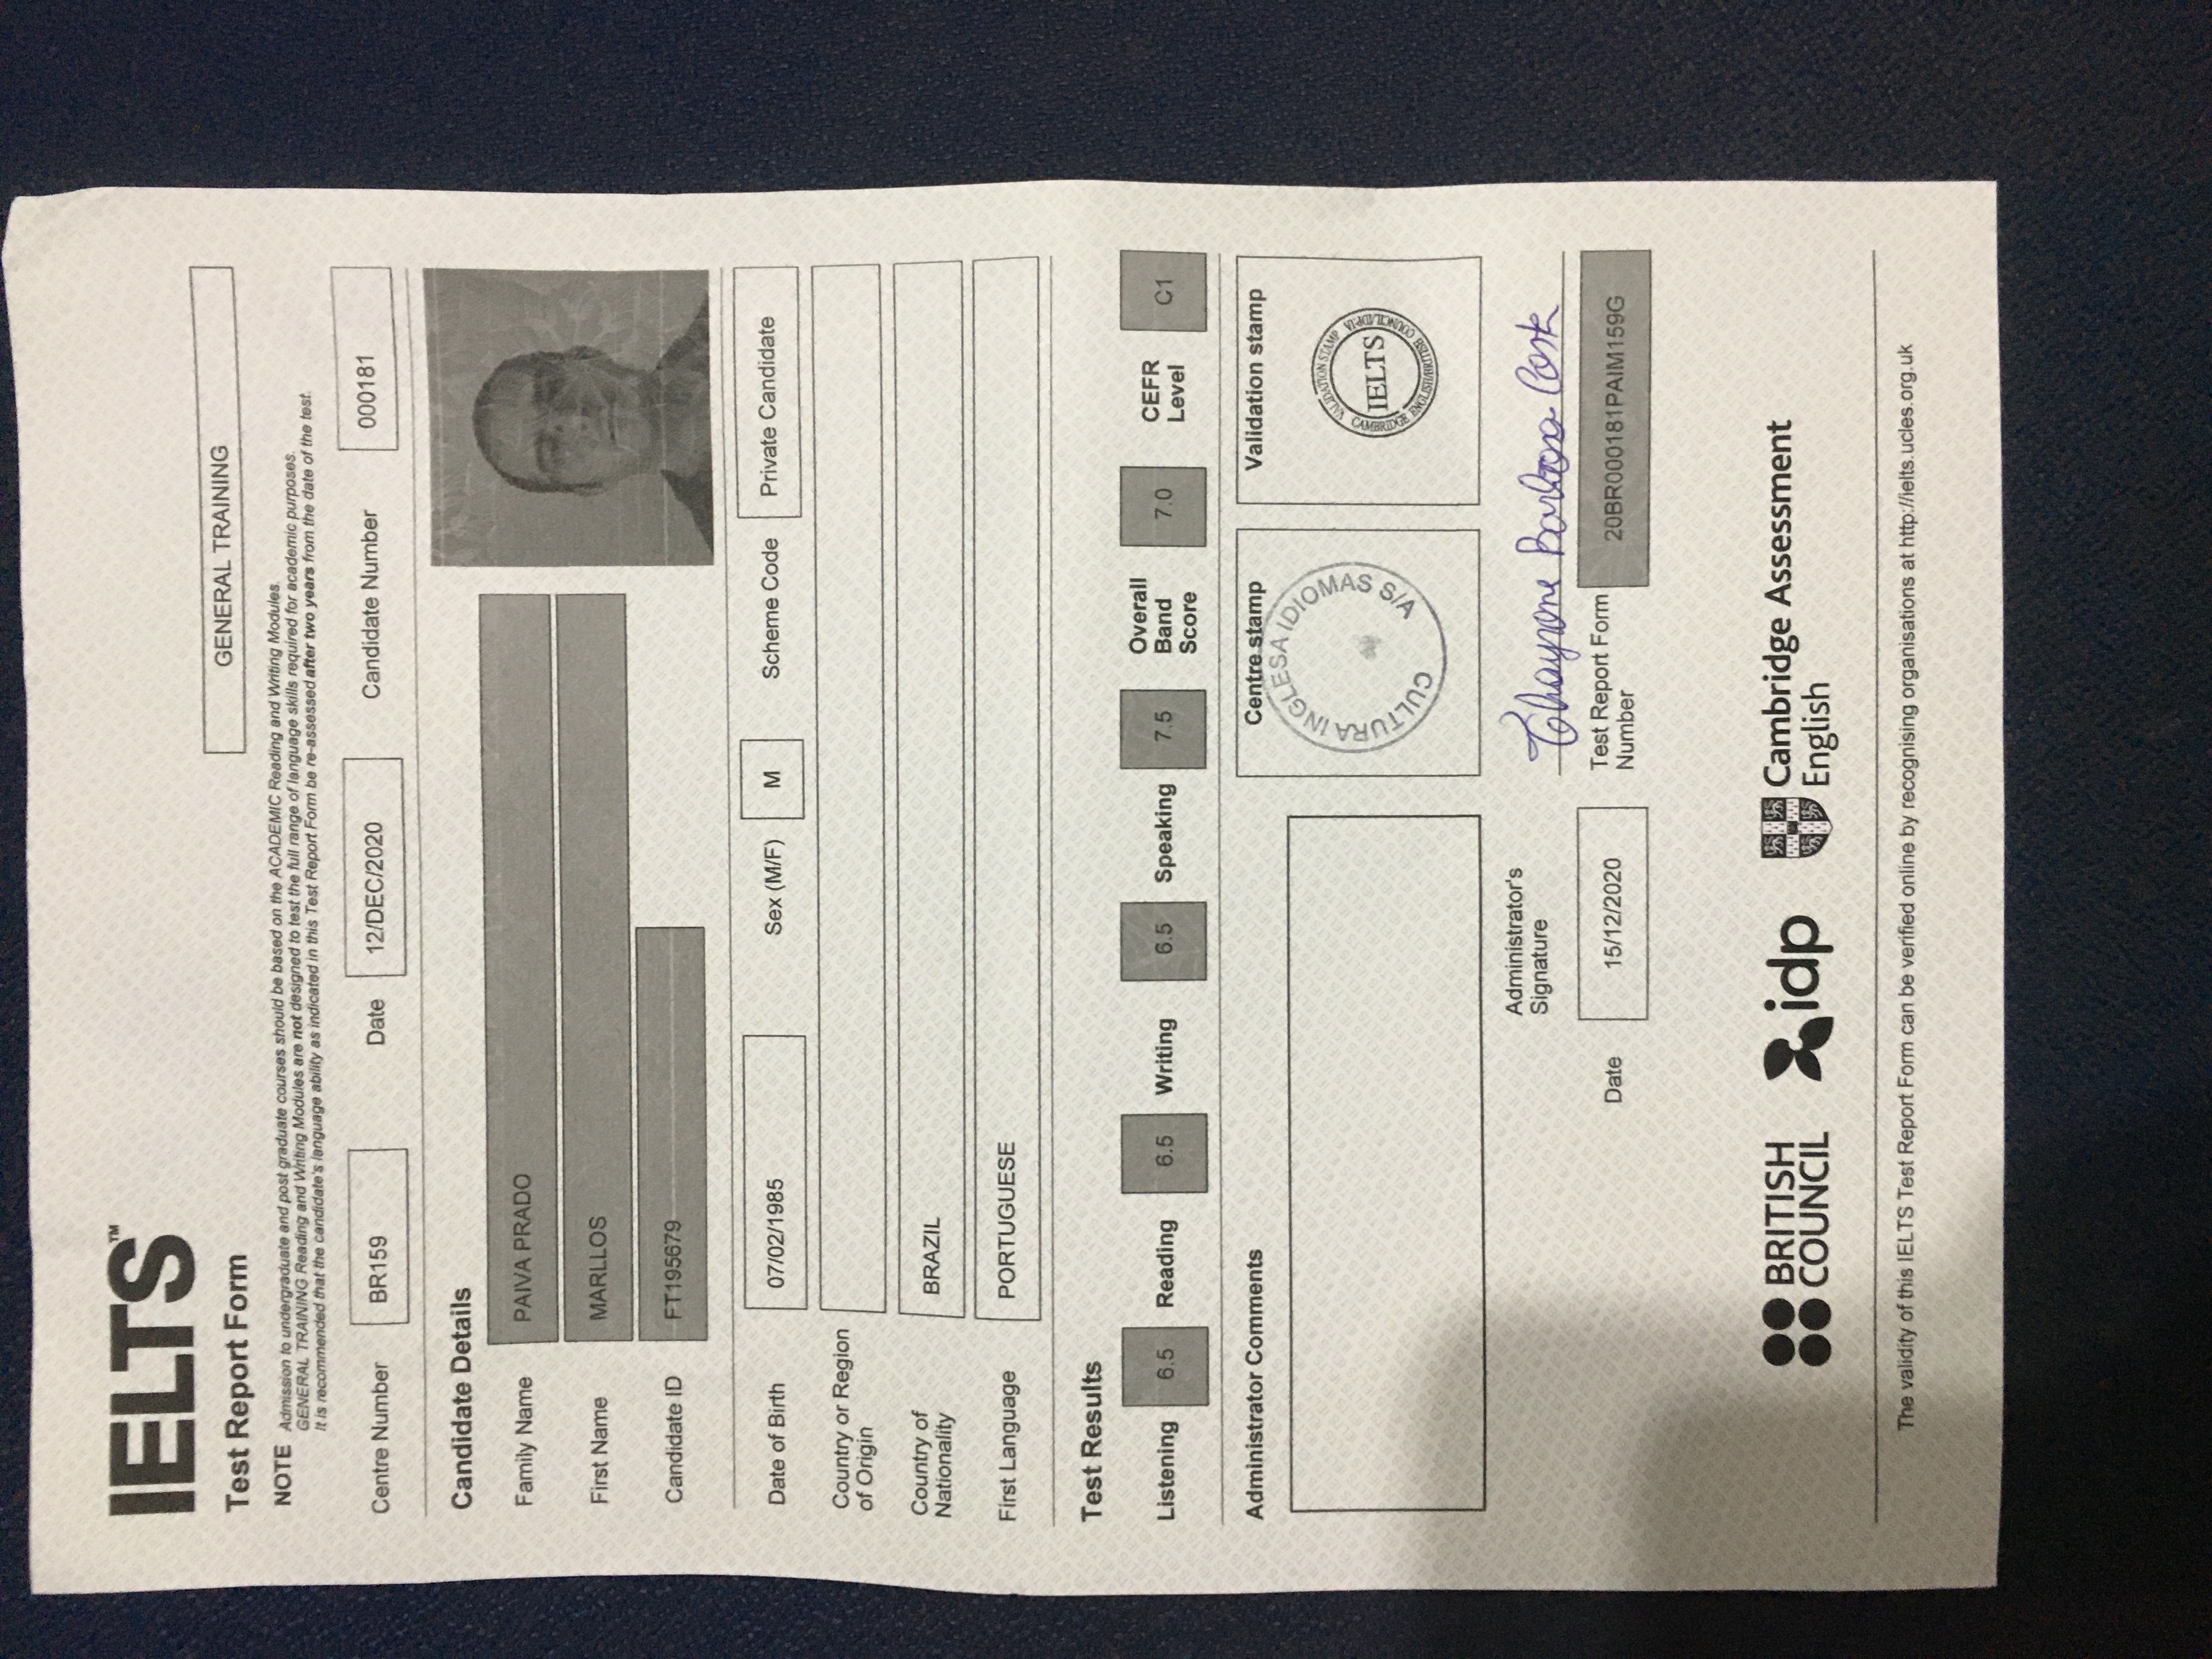 IELTS™
Test Report Form
GENERAL TRAINING
NOTE Admission to undergraduate and post graduate courses should be based on the ACADEMIC Reading and Writing Modules.
GENERAL TRAINING Reading and Writing Modules are not designed to test the full range of language skills required for academic purposes.
It is recommended that the candidate's language ability as indicated in this Test Report Form be re-assessed after two years from the date of the test.
Centre Number BR159 Date 12/DEC/2020 Candidate Number 000181
Candidate Details
Family Name PAIVA PRADO
First Name MARLLOS
Candidate ID FT195679
Date of Birth 07/02/1985 Sex (M/F) M Scheme Code Private Candidate
Country or Region
of Origin
Country of
Nationality BRAZIL
First Language PORTUGUESE
Test Results
Listening 6.5 Reading 6.5 Writing 6.5 Speaking 7.5 Overall Band Score 7.0 CEFR Level C1
Administrator Comments
Centre stamp
CULTURA INGLESA IDIOMAS S/A
Validation stamp
VALIDATION STAMP
CAMBRIDGE ENGLISH/BRITISH COUNCIL/IDP:IA
IELTS
Administrator's
Signature
Thayrone Barbosa Costa
Date 15/12/2020
Test Report Form
Number 20BR000181PAIM159G
BRITISH
COUNCIL
idp
Cambridge Assessment
English
The validity of this IELTS Test Report Form can be verified online by recognising organisations at http://ielts.ucles.org.uk